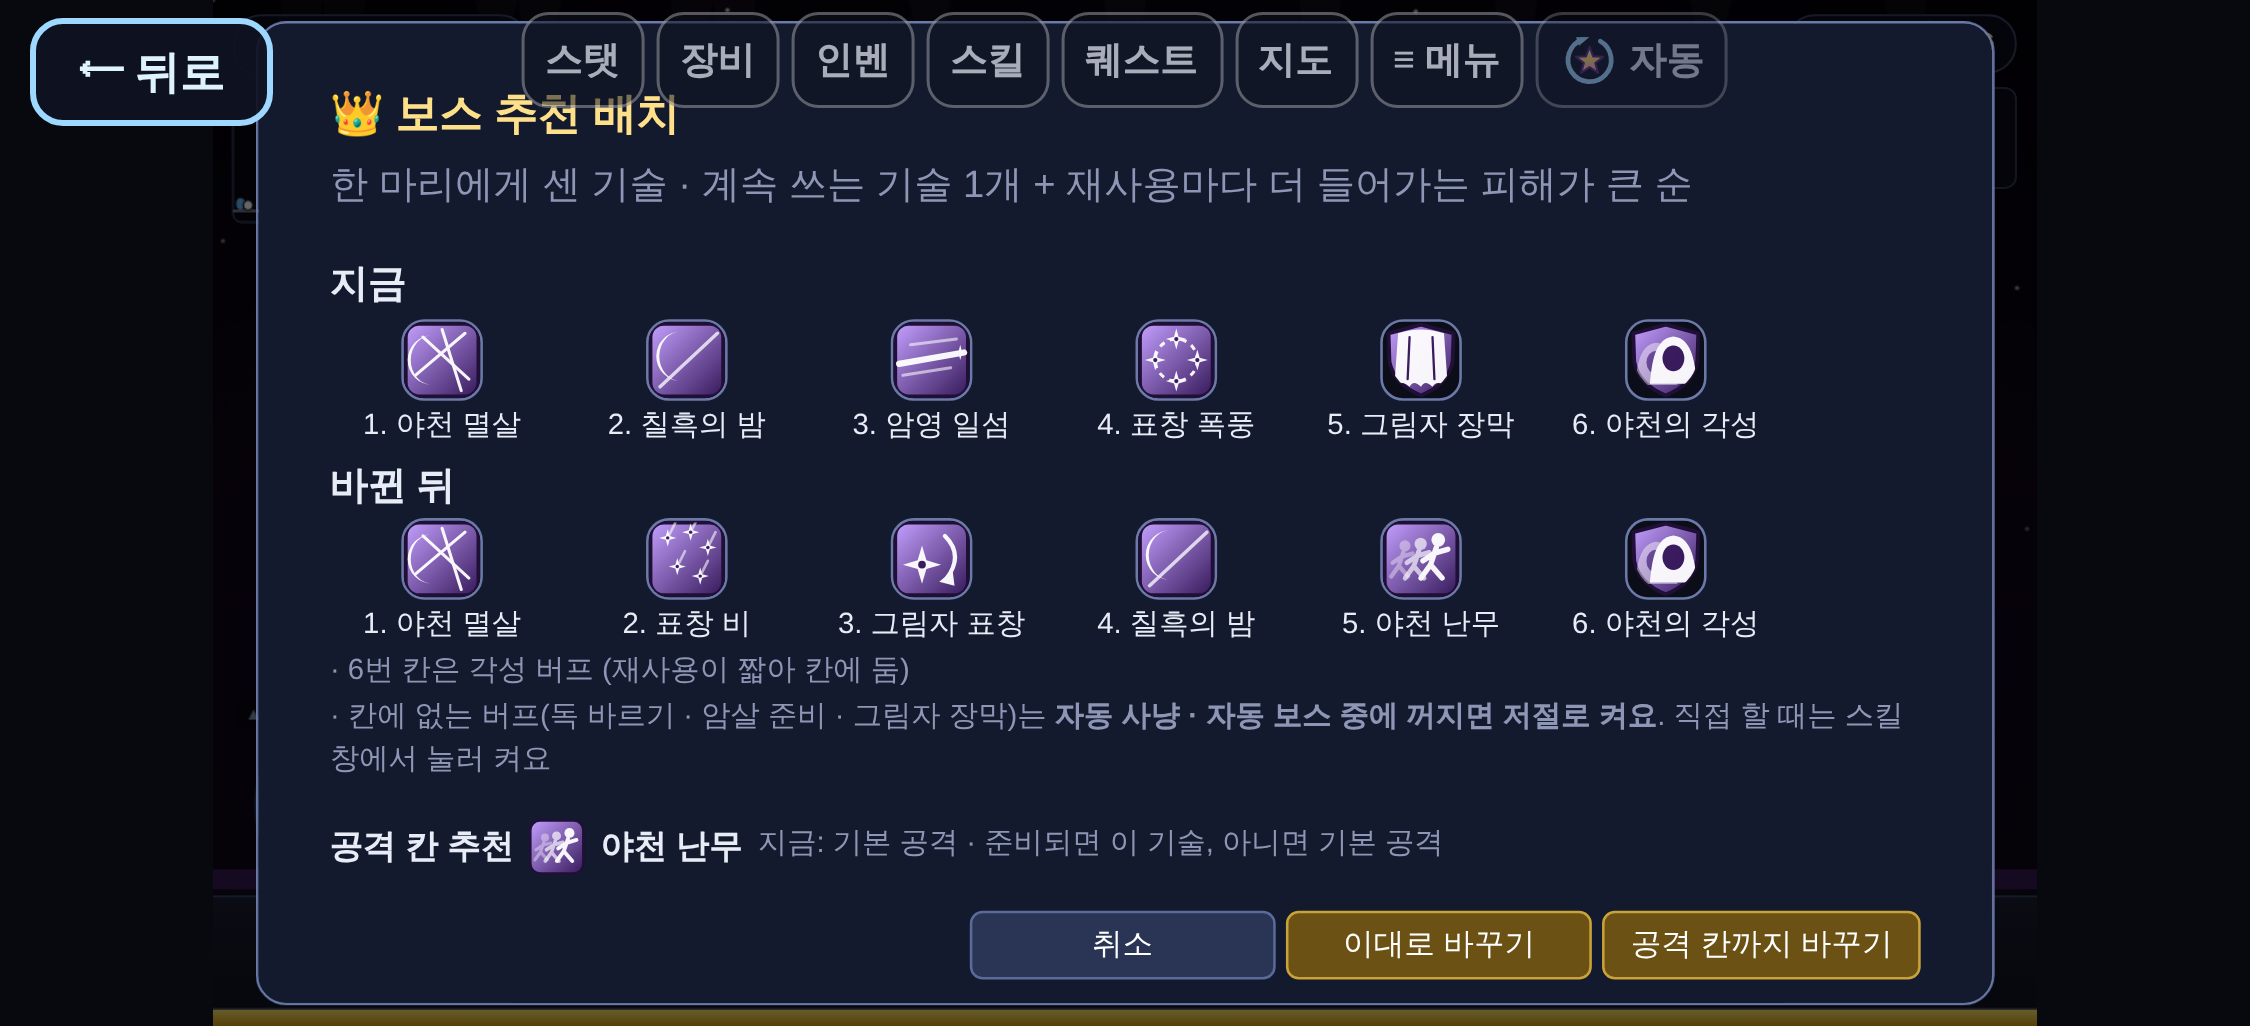 ← 뒤로
스탯 장비 인벤 스킬 퀘스트 지도 ≡ 메뉴 자동
보스 추천 배치
한 마리에게 센 기술 · 계속 쓰는 기술 1개 + 재사용마다 더 들어가는 피해가 큰 순
지금
1. 야천 멸살 2. 칠흑의 밤 3. 암영 일섬 4. 표창 폭풍 5. 그림자 장막 6. 야천의 각성
바뀐 뒤
1. 야천 멸살 2. 표창 비 3. 그림자 표창 4. 칠흑의 밤 5. 야천 난무 6. 야천의 각성
· 6번 칸은 각성 버프 (재사용이 짧아 칸에 둠)
· 칸에 없는 버프(독 바르기 · 암살 준비 · 그림자 장막)는 자동 사냥 · 자동 보스 중에 꺼지면 저절로 켜요. 직접 할 때는 스킬
창에서 눌러 켜요
공격 칸 추천 야천 난무 지금: 기본 공격 · 준비되면 이 기술, 아니면 기본 공격
취소 이대로 바꾸기 공격 칸까지 바꾸기